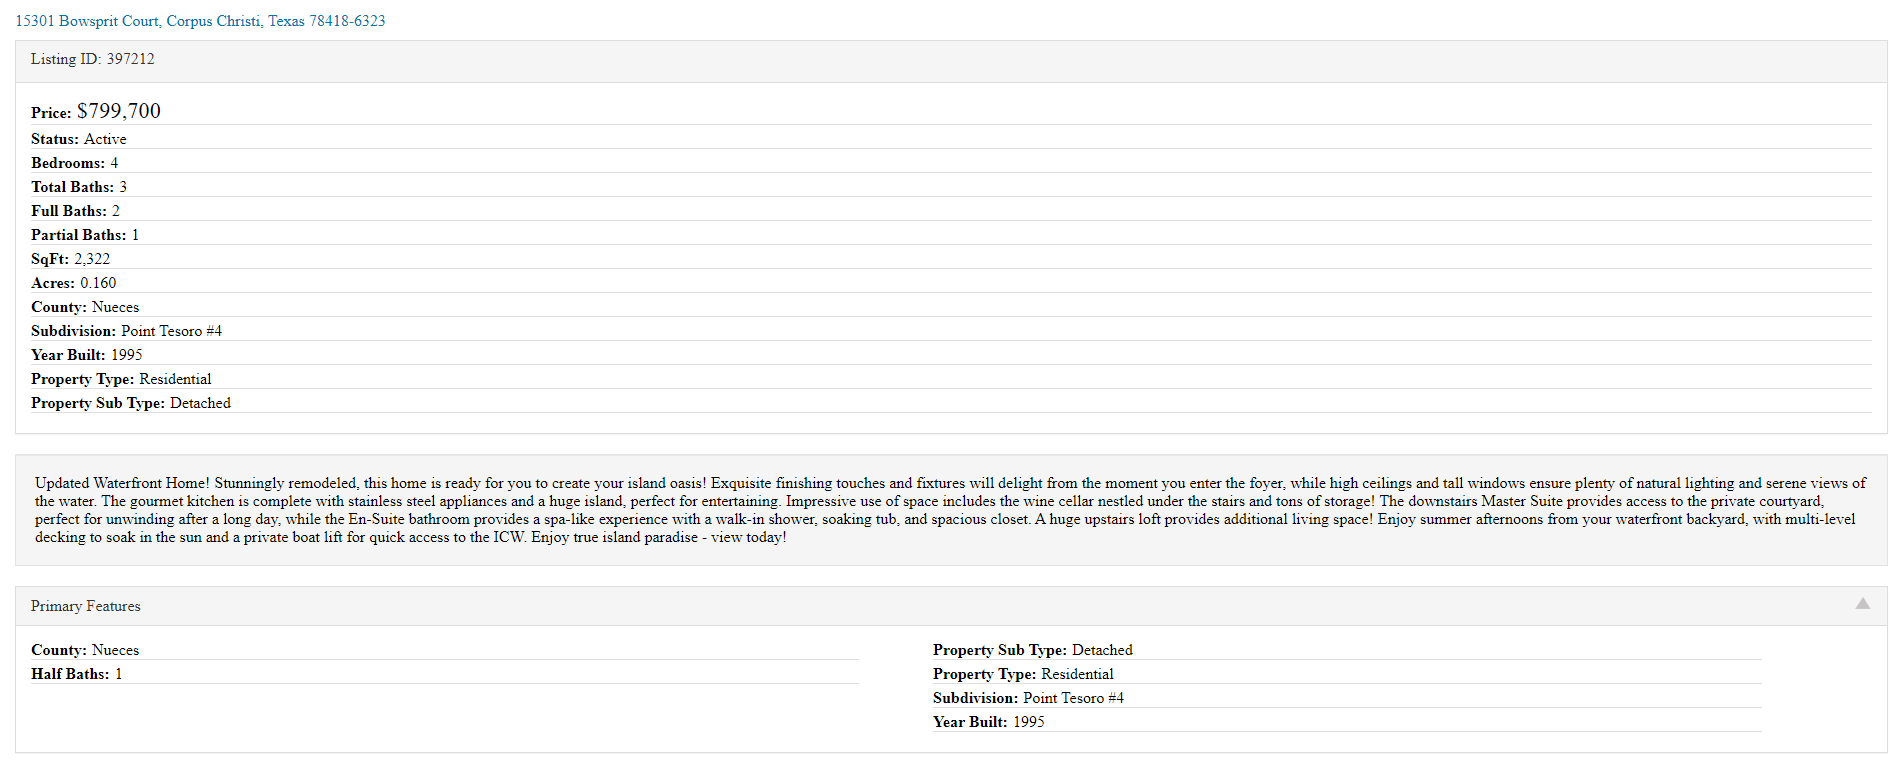 15301 Bowsprit Court, Corpus Christi, Texas 78418-6323
Listing ID: 397212
Price: $799,700
Status: Active
Bedrooms: 4
Total Baths: 3
Full Baths: 2
Partial Baths: 1
SqFt: 2,322
Acres: 0.160
County: Nueces
Subdivision: Point Tesoro #4
Year Built: 1995
Property Type: Residential
Property Sub Type: Detached
Updated Waterfront Home! Stunningly remodeled, this home is ready for you to create your island oasis! Exquisite finishing touches and fixtures will delight from the moment you enter the foyer, while high ceilings and tall windows ensure plenty of natural lighting and serene views of
the water. The gourmet kitchen is complete with stainless steel appliances and a huge island, perfect for entertaining. Impressive use of space includes the wine cellar nestled under the stairs and tons of storage! The downstairs Master Suite provides access to the private courtyard,
perfect for unwinding after a long day, while the En-Suite bathroom provides a spa-like experience with a walk-in shower, soaking tub, and spacious closet. A huge upstairs loft provides additional living space! Enjoy summer afternoons from your waterfront backyard, with multi-level
decking to soak in the sun and a private boat lift for quick access to the ICW. Enjoy true island paradise - view today!
Primary Features
County: Nueces
Half Baths: 1
Property Sub Type: Detached
Property Type: Residential
Subdivision: Point Tesoro #4
Year Built: 1995